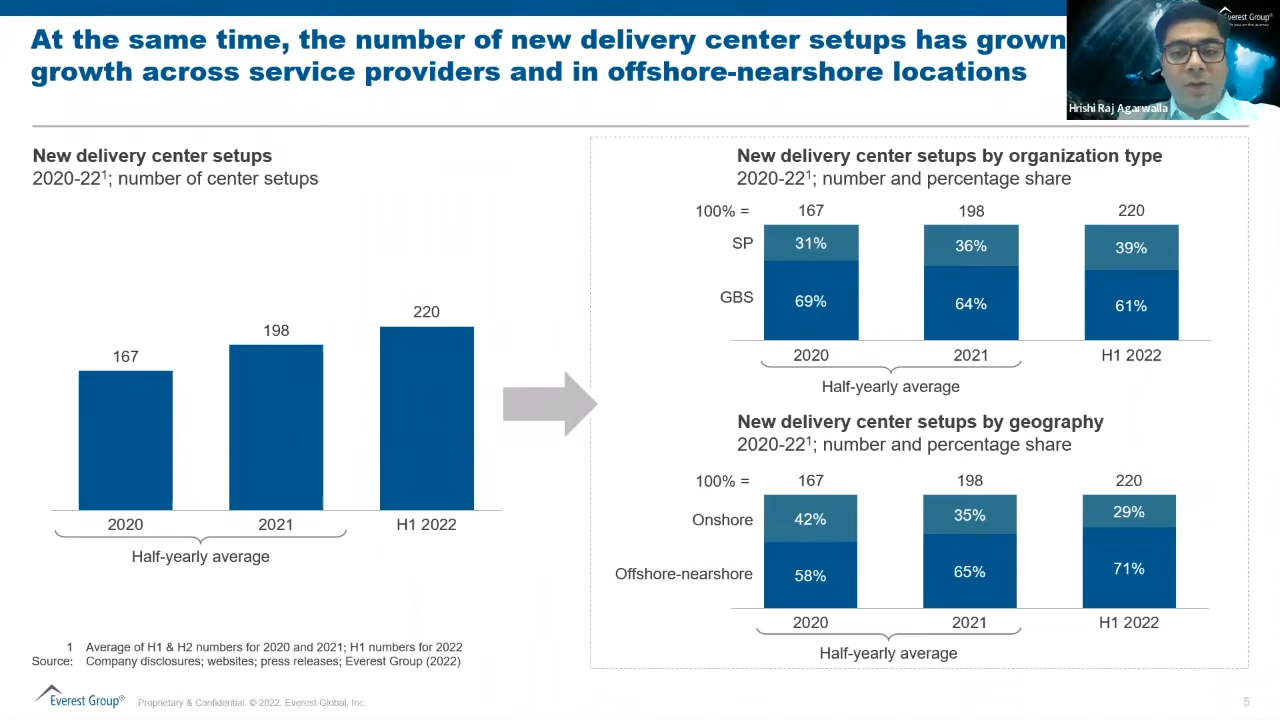 At the same time, the number of new delivery center setups has grown
growth across service providers and in offshore-nearshore locations
Everest Group®
Hrishi Raj Agarwalla
New delivery center setups
2020-22¹; number of center setups
167
198
220
2020
2021
H1 2022
Half-yearly average
New delivery center setups by organization type
2020-22¹; number and percentage share
100% =
167
198
220
SP
31%
36%
39%
GBS
69%
64%
61%
2020
2021
H1 2022
Half-yearly average
New delivery center setups by geography
2020-22¹; number and percentage share
100% =
167
198
220
Onshore
42%
35%
29%
Offshore-nearshore
58%
65%
71%
2020
2021
H1 2022
Half-yearly average
1 Average of H1 & H2 numbers for 2020 and 2021; H1 numbers for 2022
Source: Company disclosures; websites; press releases; Everest Group (2022)
Everest Group®
Proprietary & Confidential. © 2022, Everest Global, Inc.
5